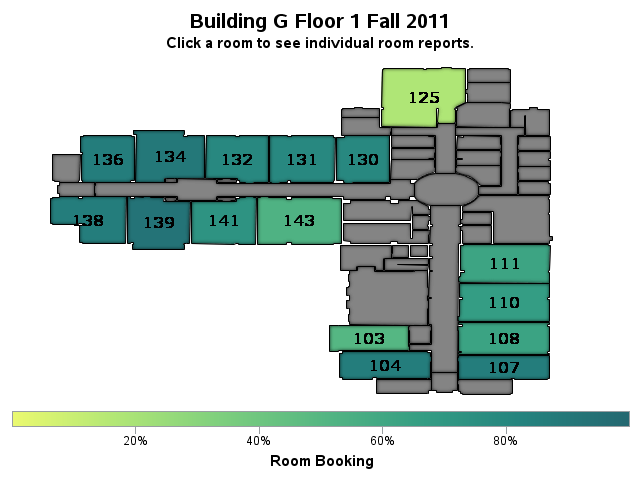 Building G Floor 1 Fall 2011
Click a room to see individual room reports.
125
136 134 132 131 130
138 139 141 143
111
110
103 108
104 107
20% 40% 60% 80%
Room Booking